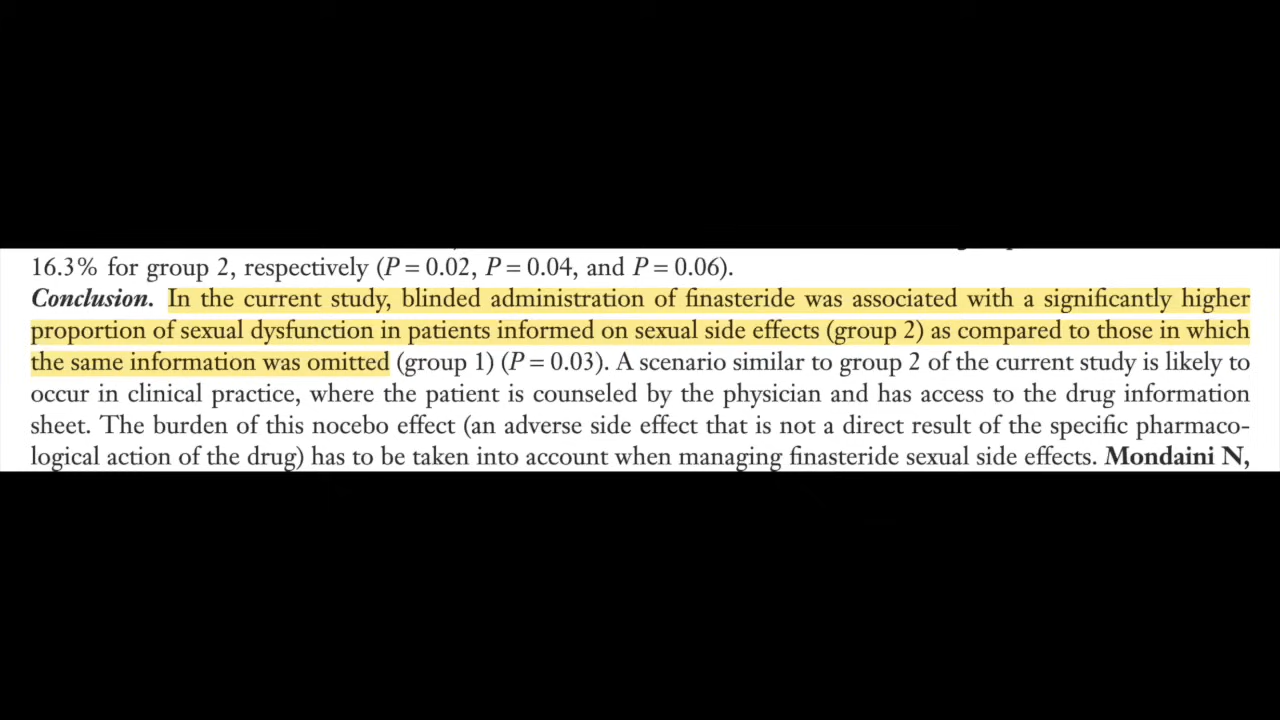 16.3% for group 2, respectively (P = 0.02, P = 0.04, and P = 0.06).
Conclusion. In the current study, blinded administration of finasteride was associated with a significantly higher
proportion of sexual dysfunction in patients informed on sexual side effects (group 2) as compared to those in which
the same information was omitted (group 1) (P = 0.03). A scenario similar to group 2 of the current study is likely to
occur in clinical practice, where the patient is counseled by the physician and has access to the drug information
sheet. The burden of this nocebo effect (an adverse side effect that is not a direct result of the specific pharmaco-
logical action of the drug) has to be taken into account when managing finasteride sexual side effects. Mondaini N,